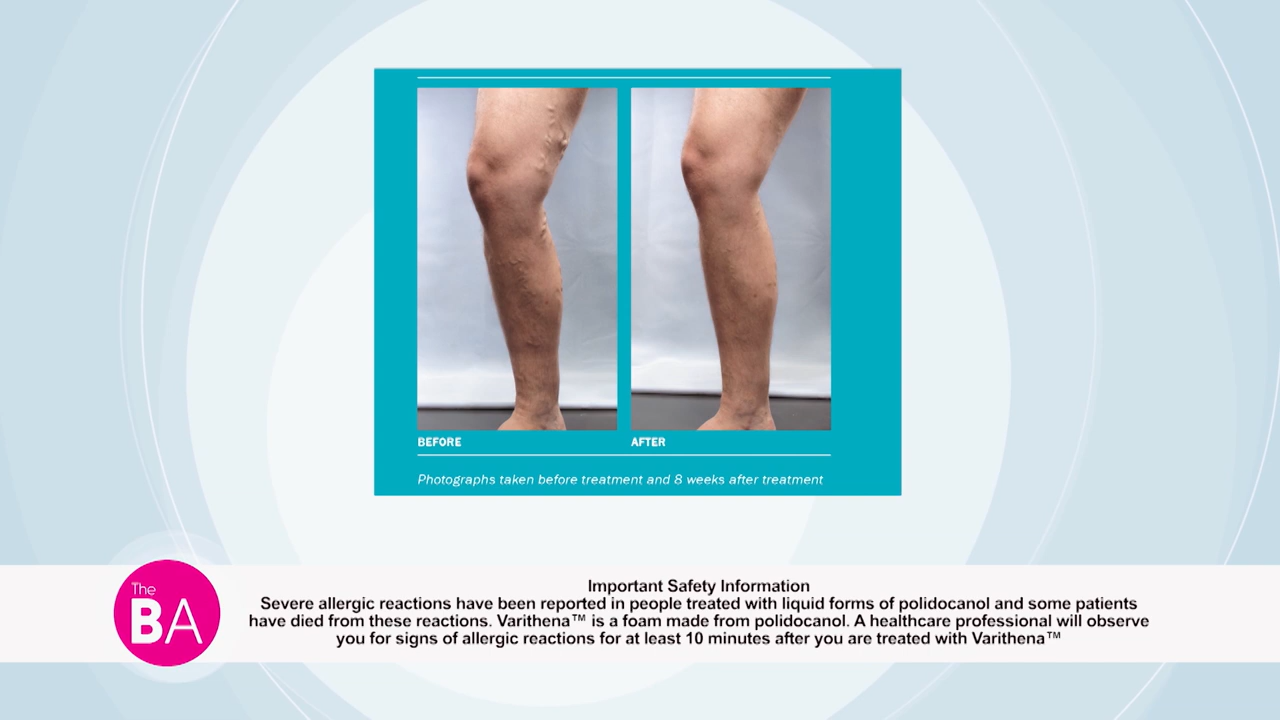 BEFORE
AFTER
Photographs taken before treatment and 8 weeks after treatment
The
BA
Important Safety Information
Severe allergic reactions have been reported in people treated with liquid forms of polidocanol and some patients
have died from these reactions. Varithena™ is a foam made from polidocanol. A healthcare professional will observe
you for signs of allergic reactions for at least 10 minutes after you are treated with Varithena™